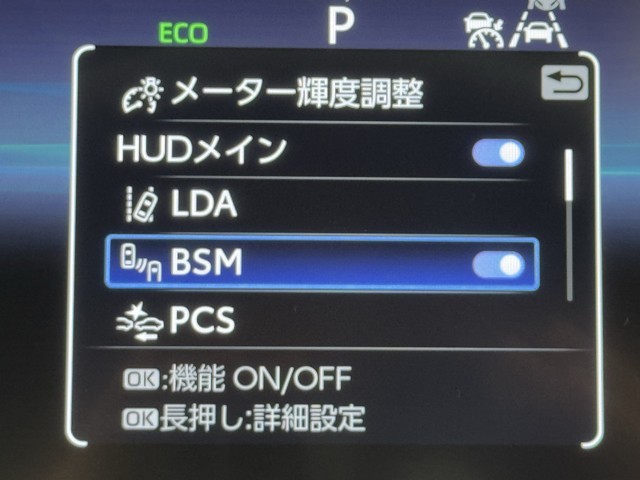 ECO P
メーター輝度調整
HUDメイン
LDA
BSM
PCS
OK:機能 ON/OFF
OK長押し:詳細設定